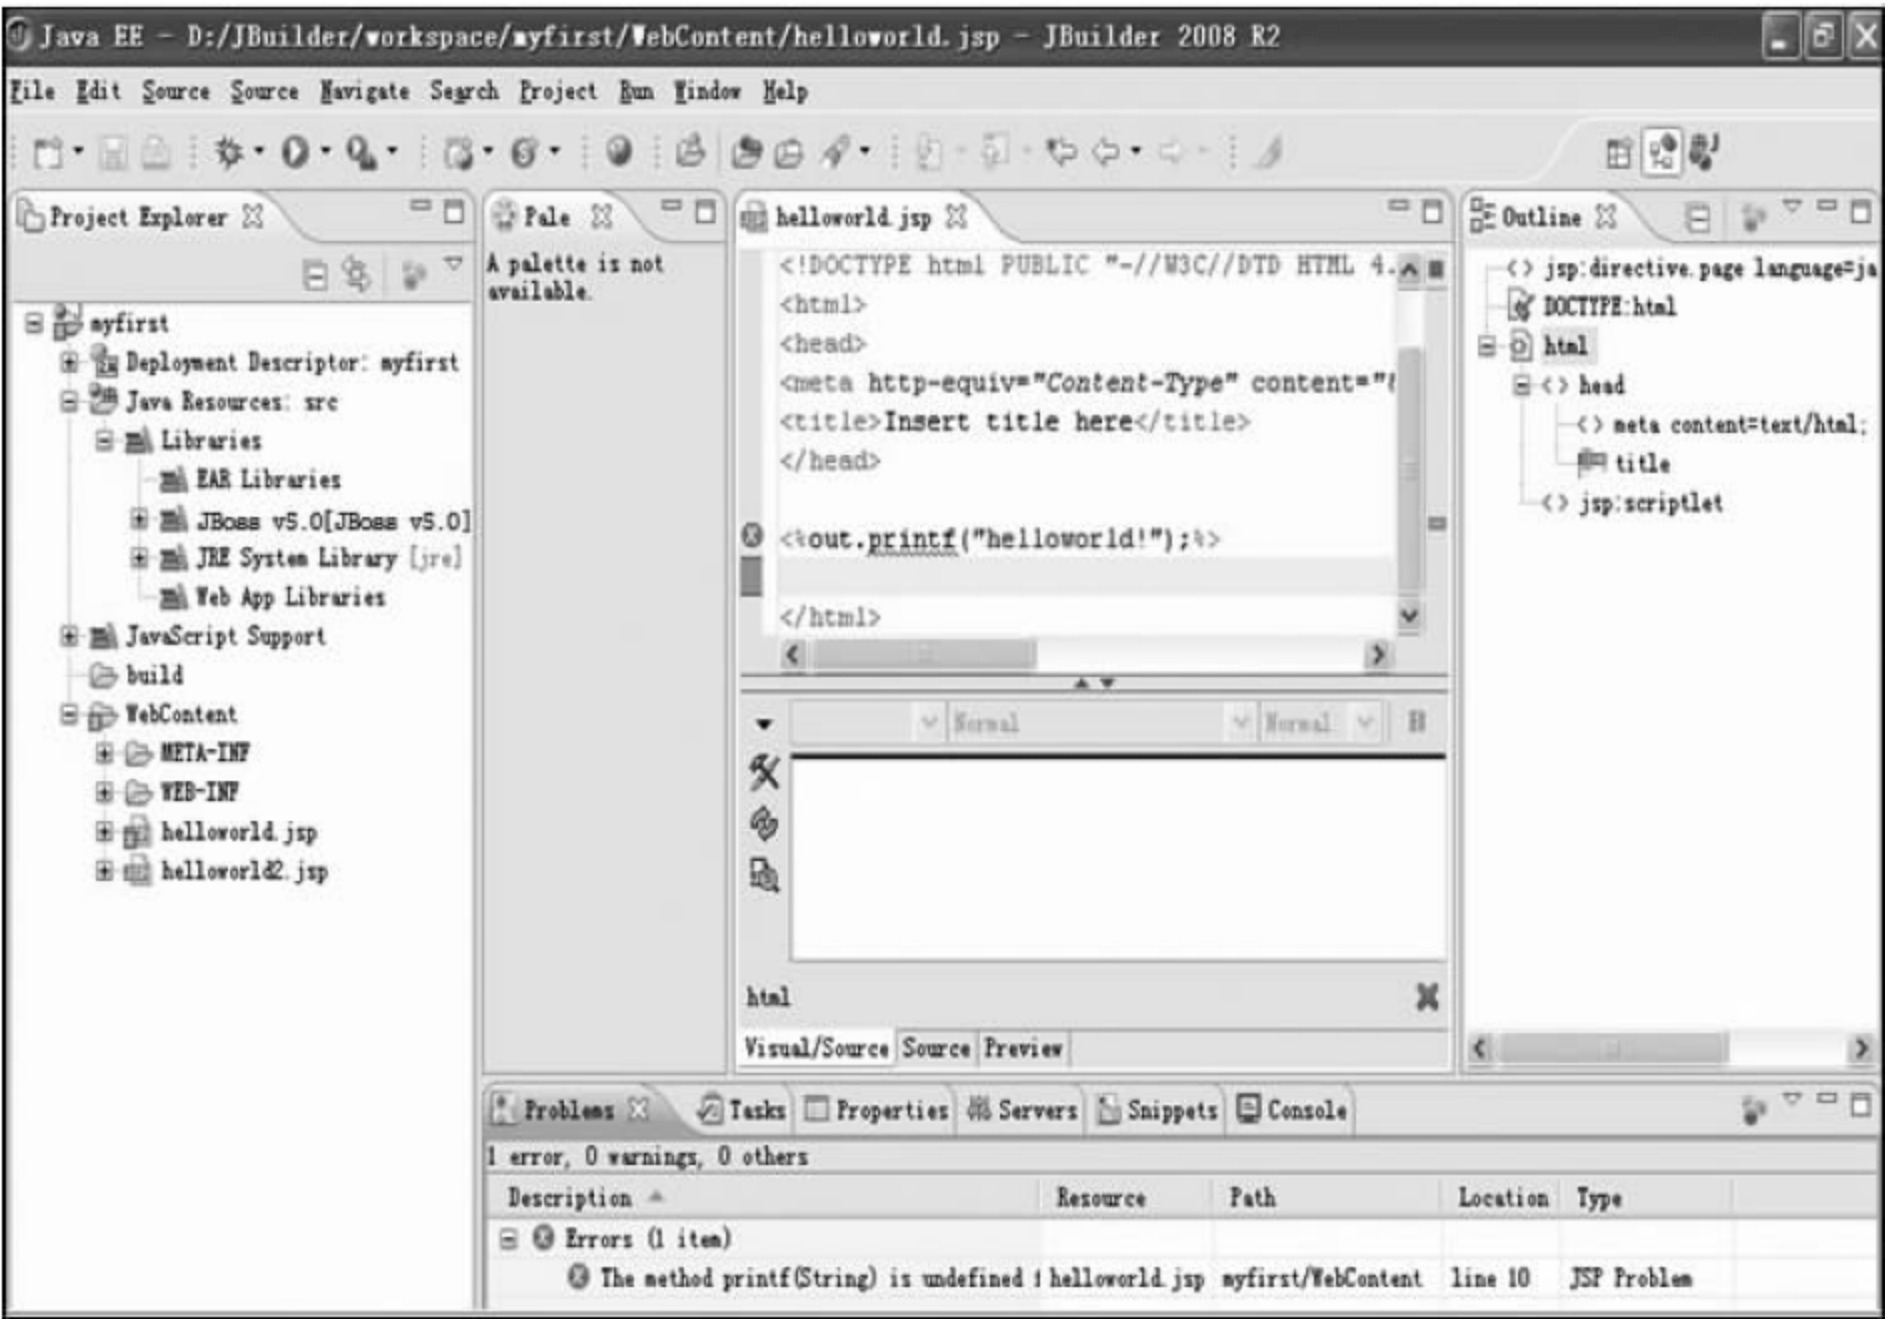 Java EE - D:/JBuilder/workspace/myfirst/WebContent/helloworld.jsp - JBuilder 2008 R2
File Edit Source Source Navigate Search Project Run Window Help
Project Explorer
myfirst
Deployment Descriptor: myfirst
Java Resources: src
Libraries
EAR Libraries
JBoss v5.0[JBoss v5.0]
JRE System Library [jre]
Web App Libraries
JavaScript Support
build
WebContent
META-INF
WEB-INF
helloworld.jsp
helloworld2.jsp
Pale
A palette is not
available.
helloworld.jsp
<!DOCTYPE html PUBLIC "-//W3C//DTD HTML 4.
<html>
<head>
<meta http-equiv="Content-Type" content="t
<title>Insert title here</title>
</head>
<%out.printf("helloworld!");%>
</html>
Normal Normal B
html
Visual/Source Source Preview
Outline
jsp:directive.page language=ja
DOCTYPE:html
html
head
meta content=text/html;
title
jsp:scriptlet
Problems Tasks Properties Servers Snippets Console
1 error, 0 warnings, 0 others
Description Resource Path Location Type
Errors (1 item)
The method printf(String) is undefined f helloworld.jsp myfirst/WebContent line 10 JSP Problem